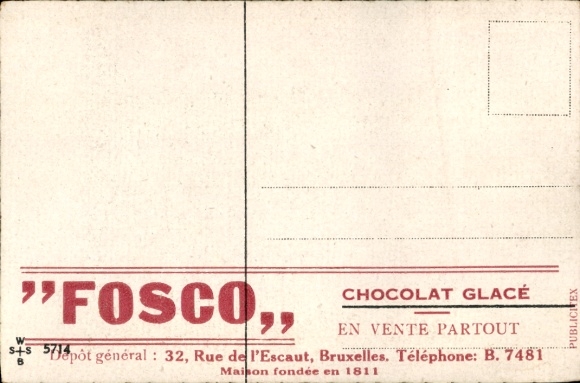 "FOSCO„
CHOCOLAT GLACÉ
EN VENTE PARTOUT
Dépôt général : 32, Rue de l'Escaut, Bruxelles. Téléphone: B. 7481
Maison fondée en 1811
W
S+S 5714
B
PUBLICITEX